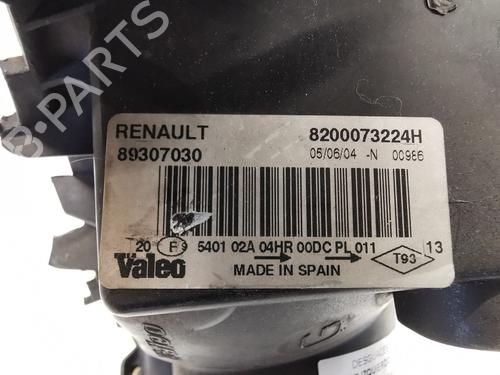 RENAULT 8200073224H
89307030 05/06/04 -N 00986
20 E9 5401 02A 04HR 00DC PL 011 T93 13
Valeo MADE IN SPAIN
B-PARTS